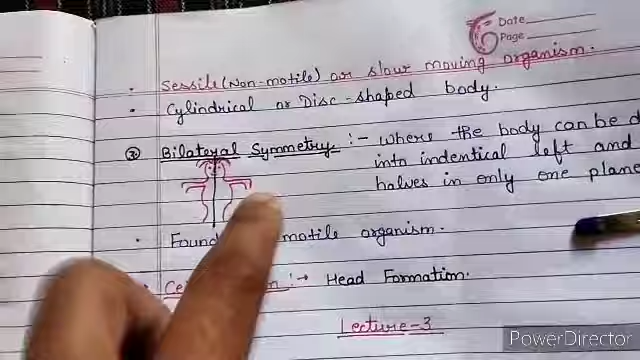 Date
Page
• Sessile (Non-motile) or slow moving organism.
• Cylindrical or Disc-shaped body.
③ Bilateral Symmetry :- Where the body can be d
into indentical left and
halves in only one plane
• Found motile organism.
• Ce n :→ Head Formation.
Lecture-3
PowerDirector